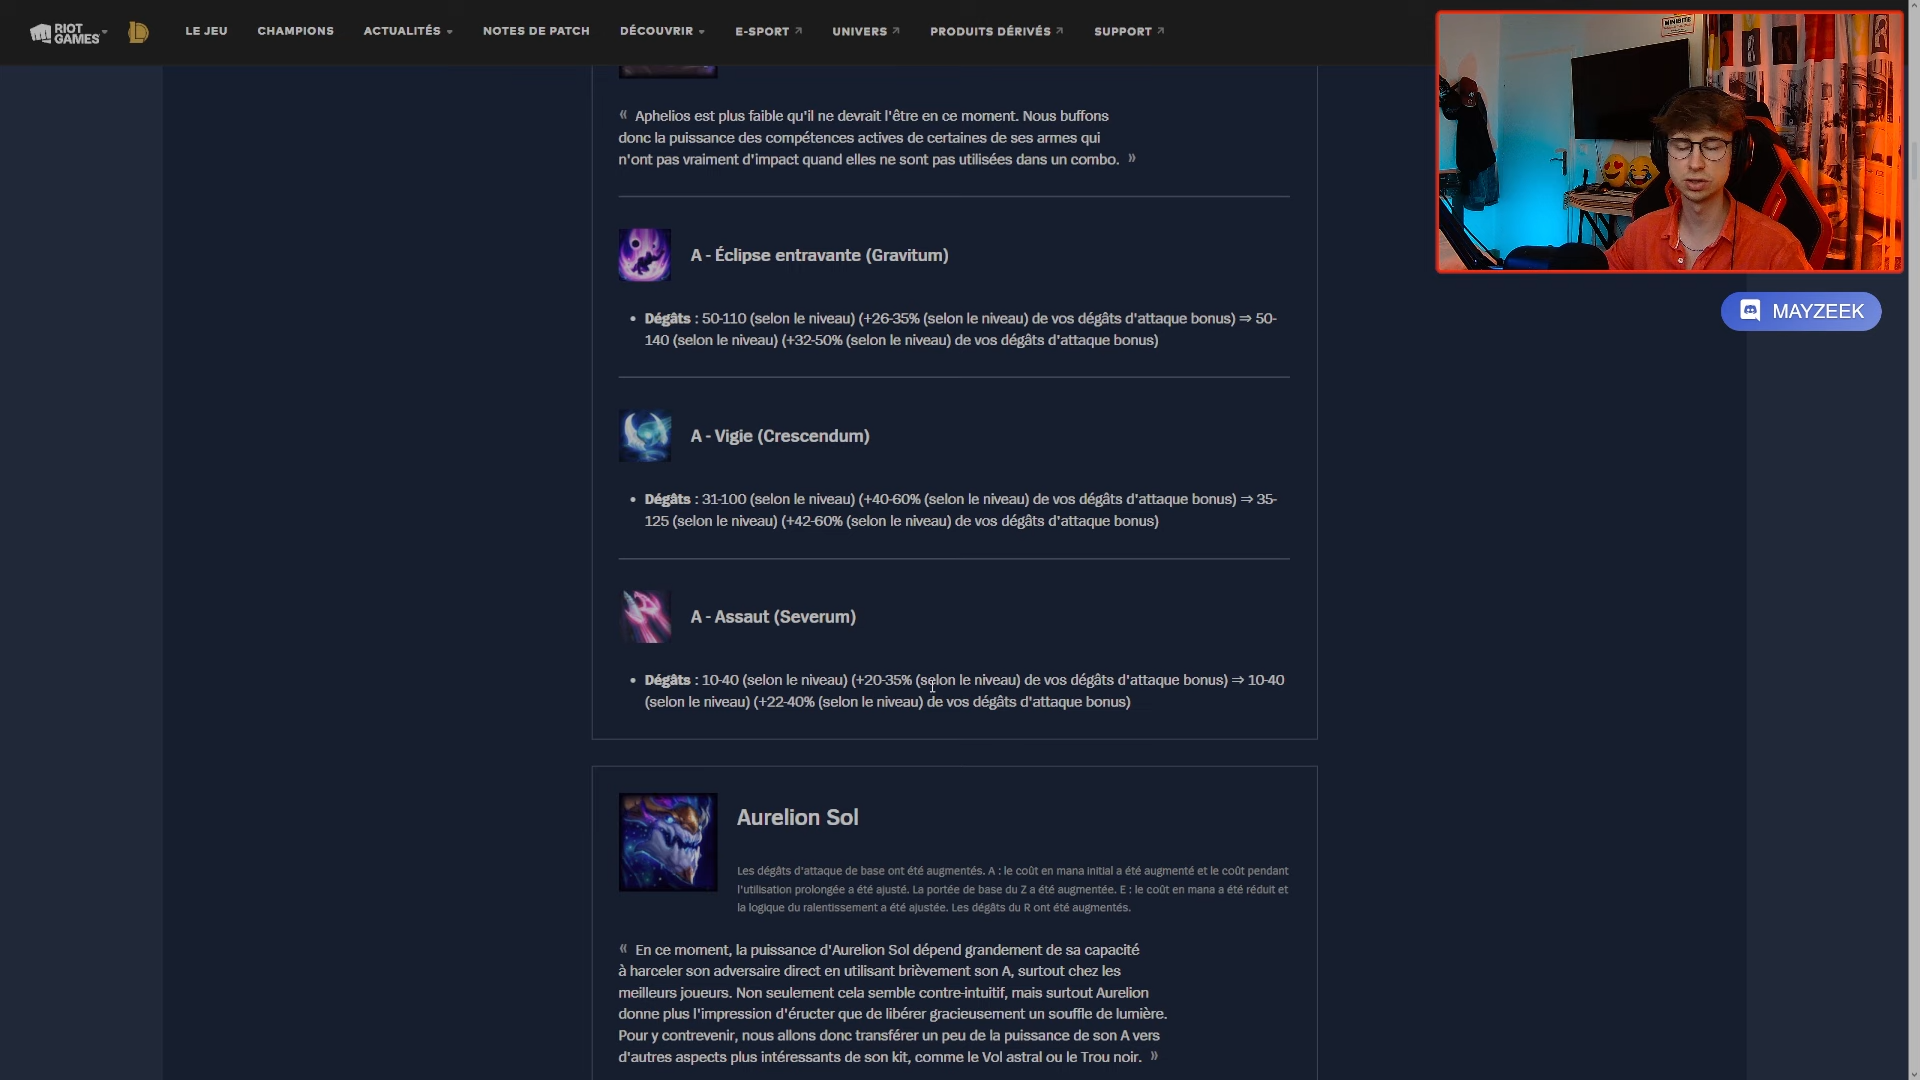 RIOT GAMES
LE JEU
CHAMPIONS
ACTUALITÉS
NOTES DE PATCH
DÉCOUVRIR
E-SPORT
UNIVERS
PRODUITS DÉRIVÉS
SUPPORT
MAYZEEK
« Aphelios est plus faible qu'il ne devrait l'être en ce moment. Nous buffons
donc la puissance des compétences actives de certaines de ses armes qui
n'ont pas vraiment d'impact quand elles ne sont pas utilisées dans un combo. »
A - Éclipse entravante (Gravitum)
• Dégâts : 50-110 (selon le niveau) (+26-35% (selon le niveau) de vos dégâts d'attaque bonus) ⇒ 50-
140 (selon le niveau) (+32-50% (selon le niveau) de vos dégâts d'attaque bonus)
A - Vigie (Crescendum)
• Dégâts : 31-100 (selon le niveau) (+40-60% (selon le niveau) de vos dégâts d'attaque bonus) ⇒ 35-
125 (selon le niveau) (+42-60% (selon le niveau) de vos dégâts d'attaque bonus)
A - Assaut (Severum)
• Dégâts : 10-40 (selon le niveau) (+20-35% (selon le niveau) de vos dégâts d'attaque bonus) ⇒ 10-40
(selon le niveau) (+22-40% (selon le niveau) de vos dégâts d'attaque bonus)
Aurelion Sol
Les dégâts d'attaque de base ont été augmentés. A : le coût en mana initial a été augmenté et le coût pendant
l'utilisation prolongée a été ajusté. La portée de base du Z a été augmentée. E : le coût en mana a été réduit et
la logique du ralentissement a été ajustée. Les dégâts du R ont été augmentés.
« En ce moment, la puissance d'Aurelion Sol dépend grandement de sa capacité
à harceler son adversaire direct en utilisant brièvement son A, surtout chez les
meilleurs joueurs. Non seulement cela semble contre-intuitif, mais surtout Aurelion
donne plus l'impression d'éructer que de libérer gracieusement un souffle de lumière.
Pour y contrevenir, nous allons donc transférer un peu de la puissance de son A vers
d'autres aspects plus intéressants de son kit, comme le Vol astral ou le Trou noir. »